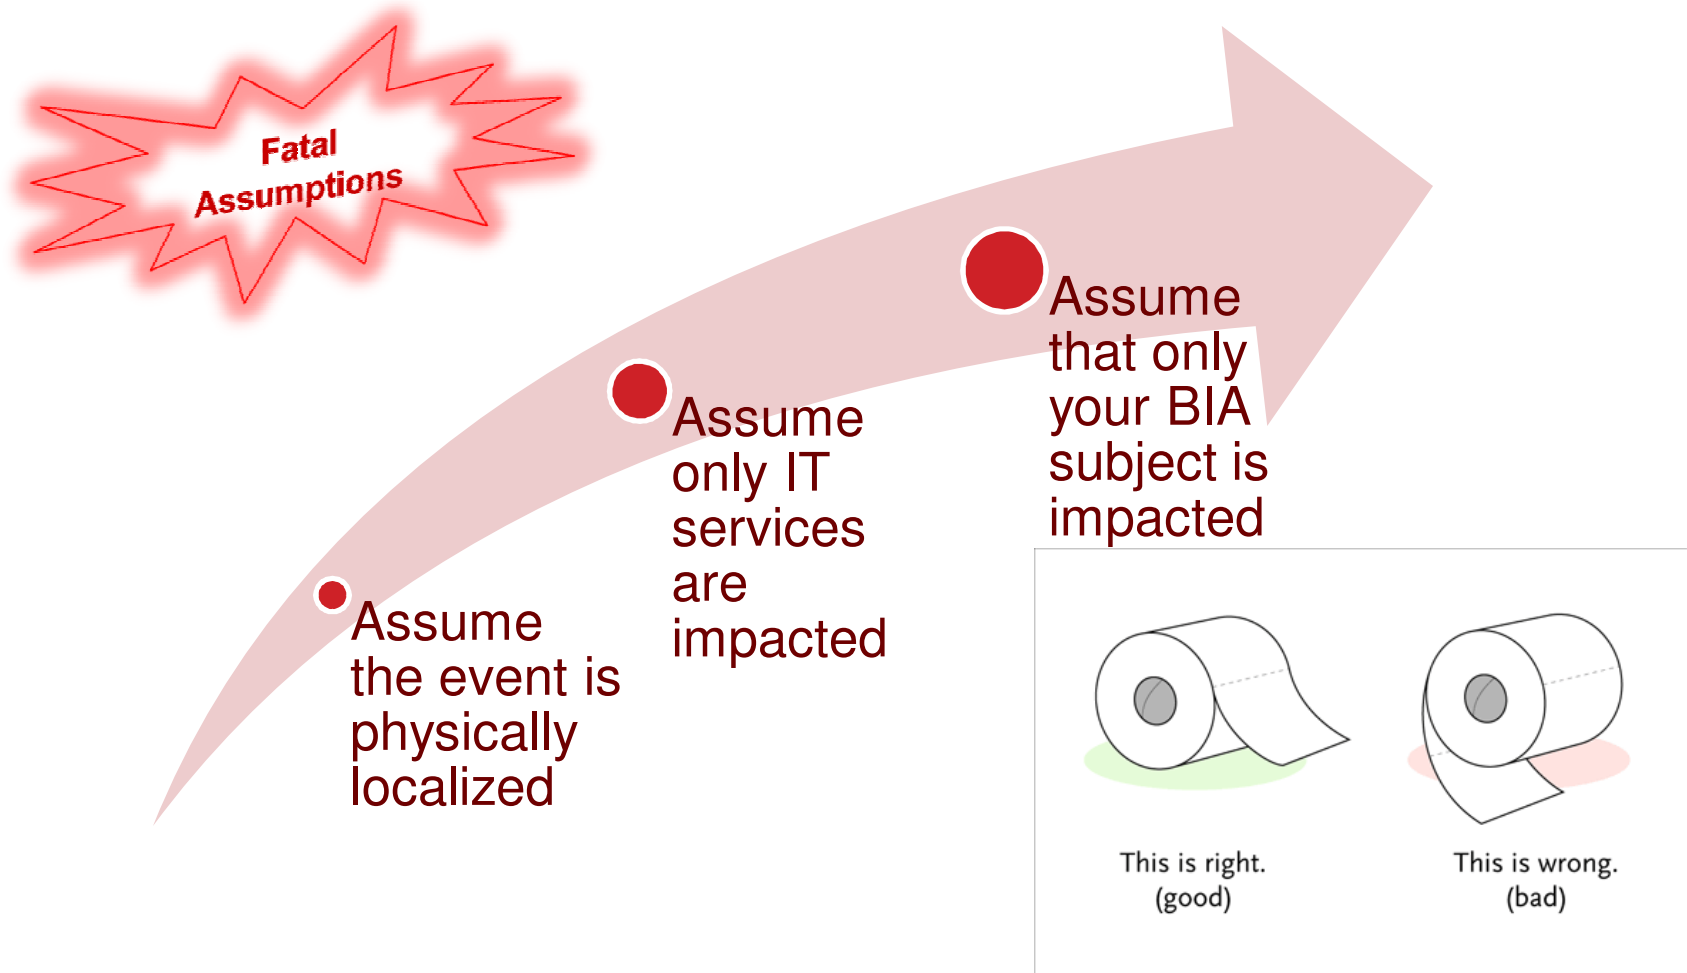 Fatal
Assumptions
Assume
the event is
physically
localized
Assume
only IT
services
are
impacted
Assume
that only
your BIA
subject is
impacted
This is right.
(good)
This is wrong.
(bad)